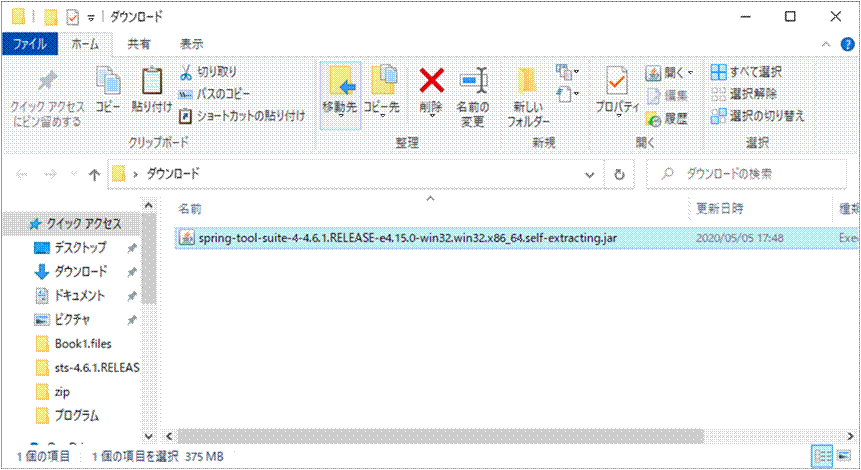 ダウンロード
ファイル ホーム 共有 表示
クイック アクセス
にピン留めする
コピー
貼り付け
切り取り
パスのコピー
ショートカットの貼り付け
クリップボード
移動先
コピー先
削除
名前の
変更
整理
新しい
フォルダー
新規
プロパティ
開く
編集
履歴
開く
すべて選択
選択解除
選択の切り替え
選択
ダウンロード
ダウンロードの検索
クイック アクセス
デスクトップ
ダウンロード
ドキュメント
ピクチャ
Book1.files
sts-4.6.1.RELEAS
zip
プログラム
名前 更新日時 種類
spring-tool-suite-4-4.6.1.RELEASE-e4.15.0-win32.win32.x86_64.self-extracting.jar 2020/05/05 17:48 Exe
1 個の項目 1 個の項目を選択 375 MB